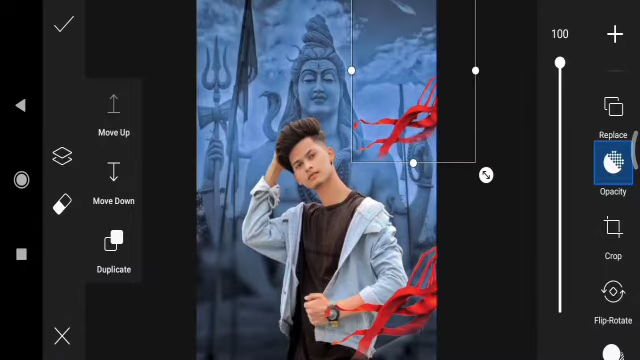 100
Move Up
Replace
Opacity
Move Down
Crop
Duplicate
Flip-Rotate